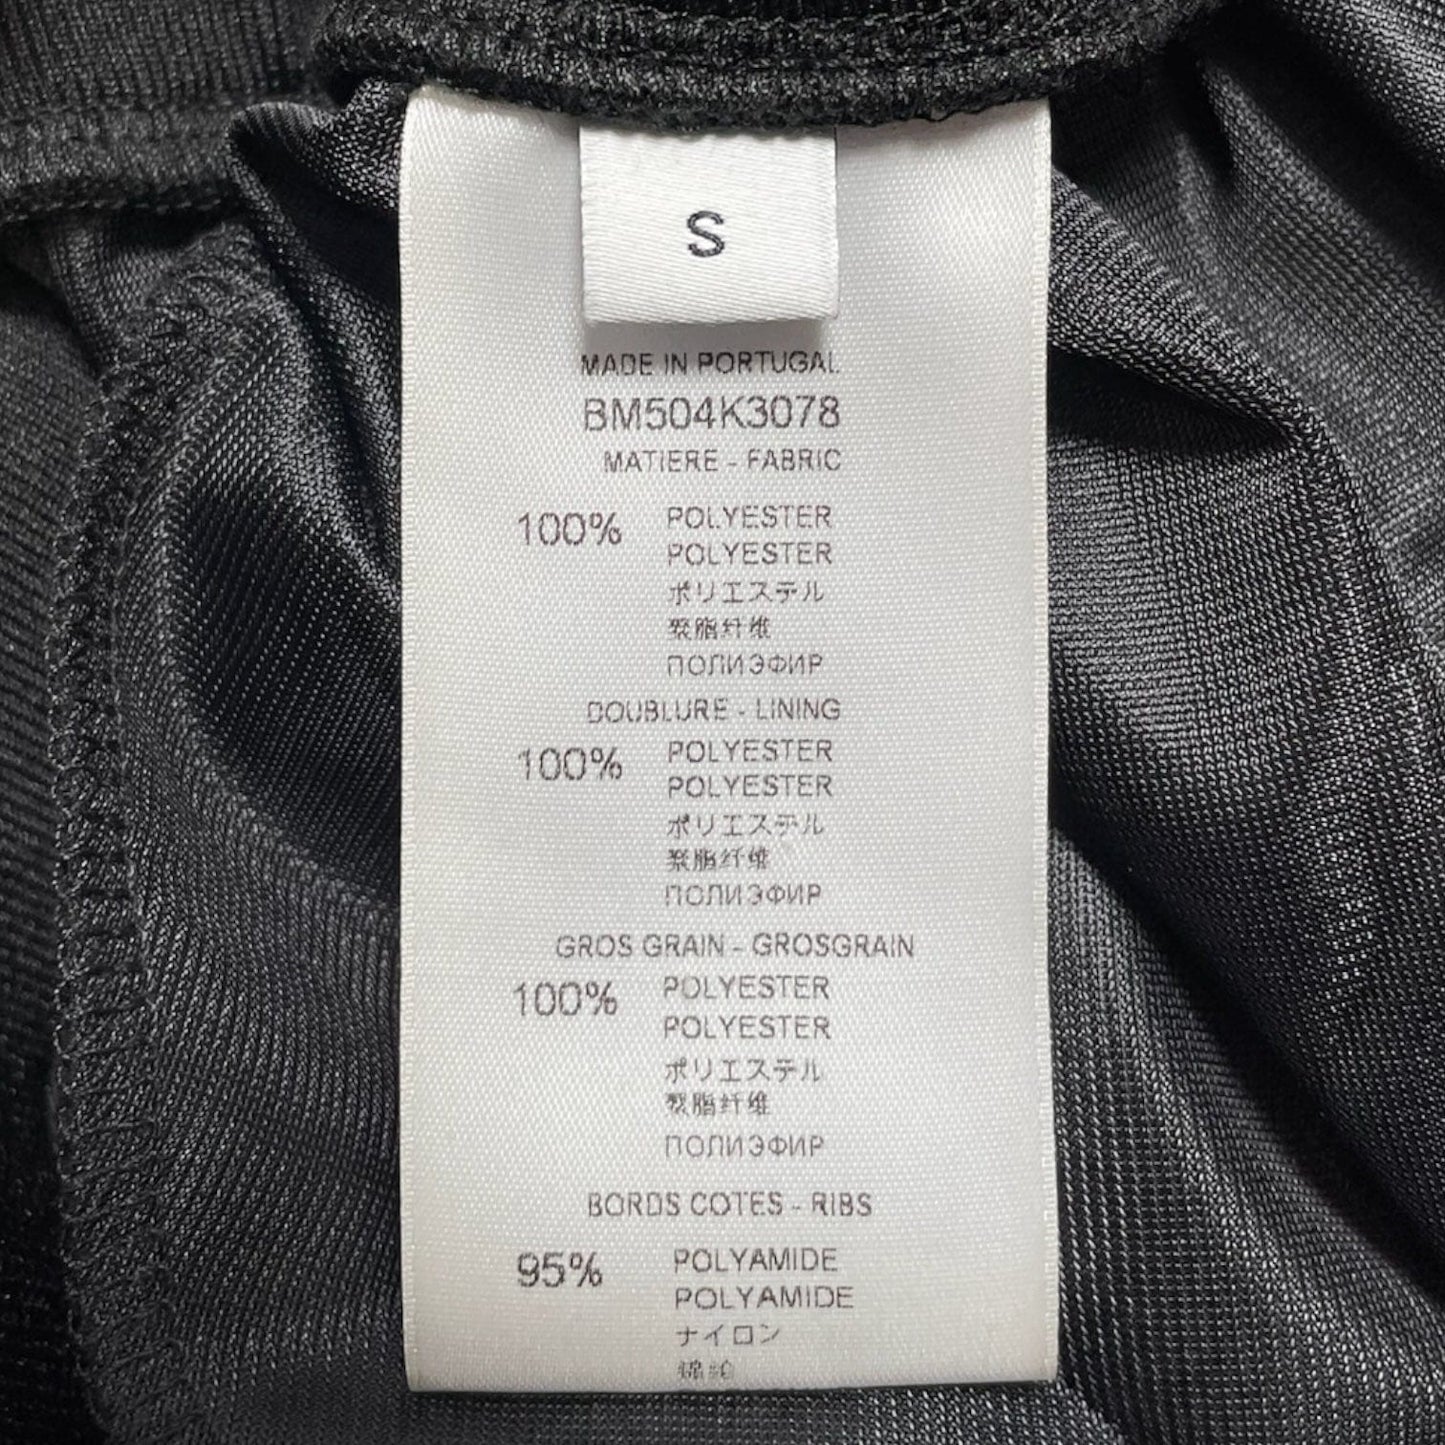 S
MADE IN PORTUGAL
BM504K3078
MATIERE - FABRIC
100% POLYESTER
POLYESTER
ポリエステル
聚脂纤维
ПОЛИЭФИР
DOUBLURE - LINING
100% POLYESTER
POLYESTER
ポリエステル
聚脂纤维
ПОЛИЭФИР
GROS GRAIN - GROSGRAIN
100% POLYESTER
POLYESTER
ポリエステル
聚脂纤维
ПОЛИЭФИР
BORDS COTES - RIBS
95% POLYAMIDE
POLYAMIDE
ナイロン
锦纶